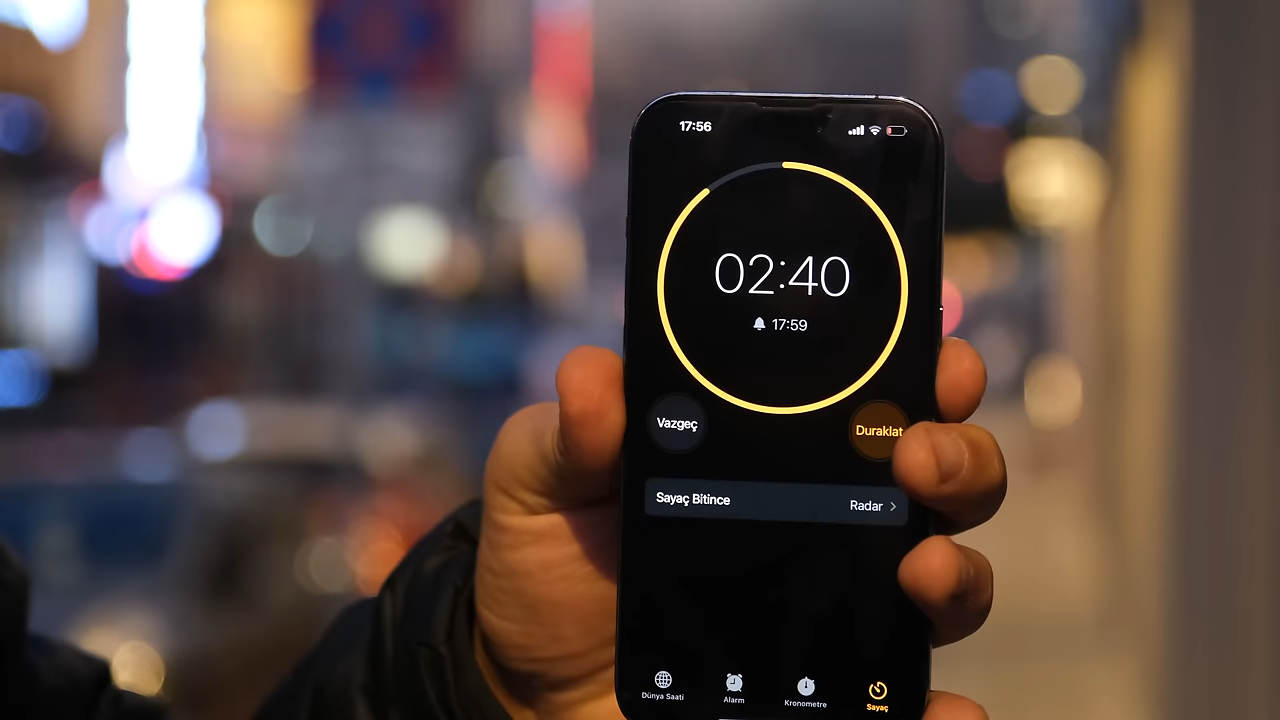 17:56
02:40
17:59
Vazgeç
Duraklat
Sayaç Bitince
Radar
Dünya Saati
Alarm
Kronometre
Sayaç